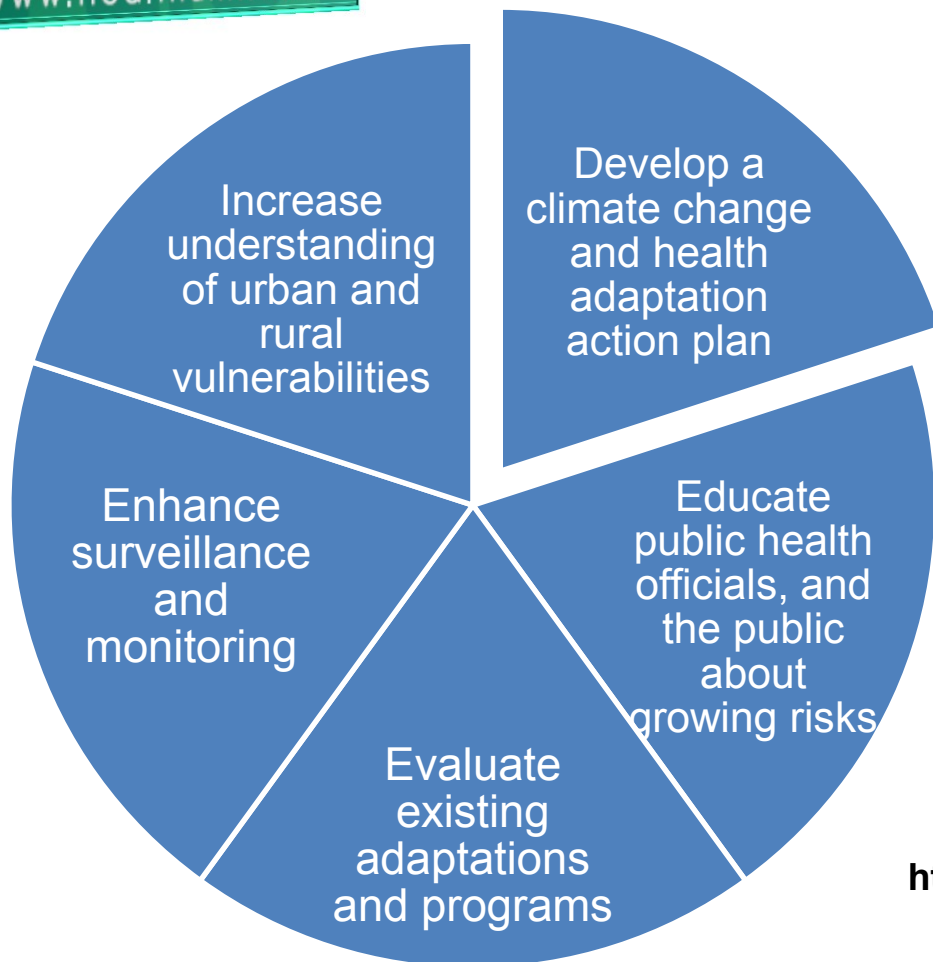 Increase
understanding
of urban and
rural
vulnerabilities
Develop a
climate change
and health
adaptation
action plan
Enhance
surveillance
and
monitoring
Educate
public health
officials, and
the public
about
growing risks
Evaluate
existing
adaptations
and programs